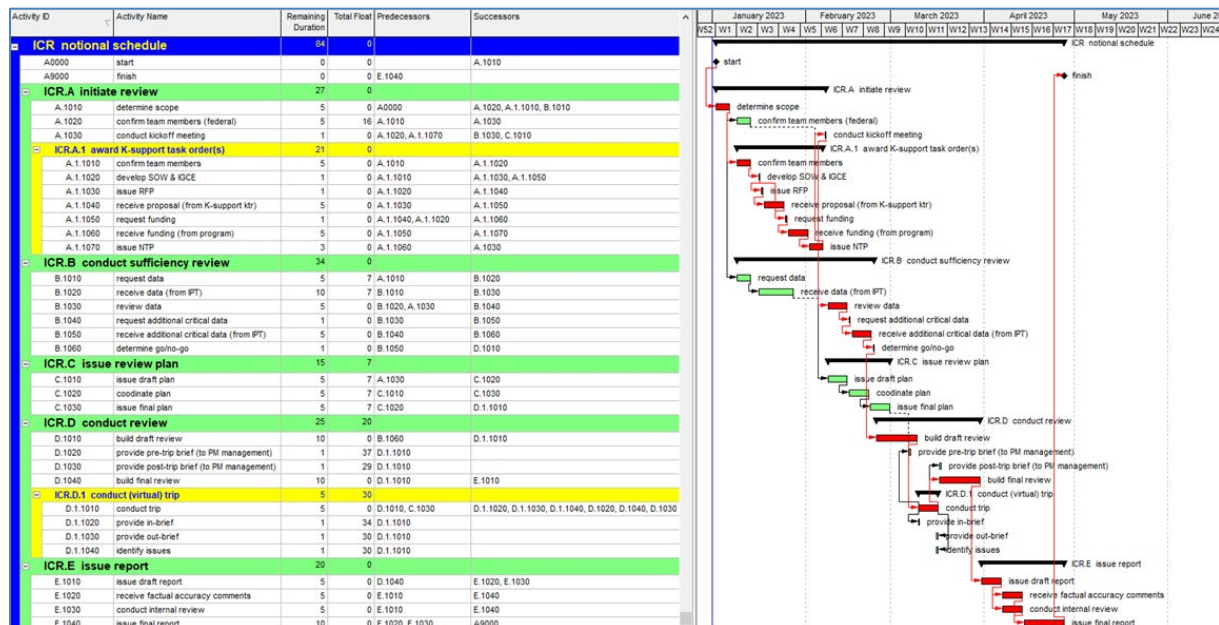 Activity ID Activity Name Remaining Duration Total Float Predecessors Successors
January 2023 February 2023 March 2023 April 2023 May 2023 June 2
W52 W1 W2 W3 W4 W5 W6 W7 W8 W9 W10 W11 W12 W13 W14 W15 W16 W17 W18 W19 W20 W21 W22 W23 W24
ICR notional schedule 84 0 ICR notional schedule
A0000 start 0 0 A.1010 start
A9000 finish 0 0 E.1040 finish
ICR.A initiate review 27 0 ICR.A initiate review
A.1010 determine scope 5 0 A0000 A.1020, A.1.1010, B.1010 determine scope
A.1020 confirm team members (federal) 5 16 A.1010 A.1030 confirm team members (federal)
A.1030 conduct kickoff meeting 1 0 A.1020, A.1.1070 B.1030, C.1010 conduct kickoff meeting
ICR.A.1 award K-support task order(s) 21 0 ICR.A.1 award K-support task order(s)
A.1.1010 confirm team members 5 0 A.1010 A.1.1020 confirm team members
A.1.1020 develop SOW & IGCE 1 0 A.1.1010 A.1.1030, A.1.1050 develop SOW & IGCE
A.1.1030 issue RFP 1 0 A.1.1020 A.1.1040 issue RFP
A.1.1040 receive proposal (from K-support ktr) 5 0 A.1.1030 A.1.1050 receive proposal (from K-support ktr)
A.1.1050 request funding 1 0 A.1.1040, A.1.1020 A.1.1060 request funding
A.1.1060 receive funding (from program) 5 0 A.1.1050 A.1.1070 receive funding (from program)
A.1.1070 issue NTP 3 0 A.1.1060 A.1030 issue NTP
ICR.B conduct sufficiency review 34 0 ICR.B conduct sufficiency review
B.1010 request data 5 7 A.1010 B.1020 request data
B.1020 receive data (from IPT) 10 7 B.1010 B.1030 receive data (from IPT)
B.1030 review data 5 0 B.1020, A.1030 B.1040 review data
B.1040 request additional critical data 1 0 B.1030 B.1050 request additional critical data
B.1050 receive additional critical data (from IPT) 5 0 B.1040 B.1060 receive additional critical data (from IPT)
B.1060 determine go/no-go 1 0 B.1050 D.1010 determine go/no-go
ICR.C issue review plan 15 7 ICR.C issue review plan
C.1010 issue draft plan 5 7 A.1030 C.1020 issue draft plan
C.1020 coodinate plan 5 7 C.1010 C.1030 coodinate plan
C.1030 issue final plan 5 7 C.1020 D.1.1010 issue final plan
ICR.D conduct review 25 20 ICR.D conduct review
D.1010 build draft review 10 0 B.1060 D.1.1010 build draft review
D.1020 provide pre-trip brief (to PM management) 1 37 D.1.1010 provide pre-trip brief (to PM management)
D.1030 provide post-trip brief (to PM management) 1 29 D.1.1010 provide post-trip brief (to PM management)
D.1040 build final review 10 0 D.1.1010 E.1010 build final review
ICR.D.1 conduct (virtual) trip 5 30 ICR.D.1 conduct (virtual) trip
D.1.1010 conduct trip 5 0 D.1010, C.1030 D.1.1020, D.1.1030, D.1.1040, D.1020, D.1040, D.1030 conduct trip
D.1.1020 provide in-brief 1 34 D.1.1010 provide in-brief
D.1.1030 provide out-brief 1 30 D.1.1010 provide out-brief
D.1.1040 identify issues 1 30 D.1.1010 identify issues
ICR.E issue report 20 0 ICR.E issue report
E.1010 issue draft report 5 0 D.1040 E.1020, E.1030 issue draft report
E.1020 receive factual accuracy comments 5 0 E.1010 E.1040 receive factual accuracy comments
E.1030 conduct internal review 5 0 E.1010 E.1040 conduct internal review
E.1040 issue final report 10 0 E.1020, E.1030 A9000 issue final report